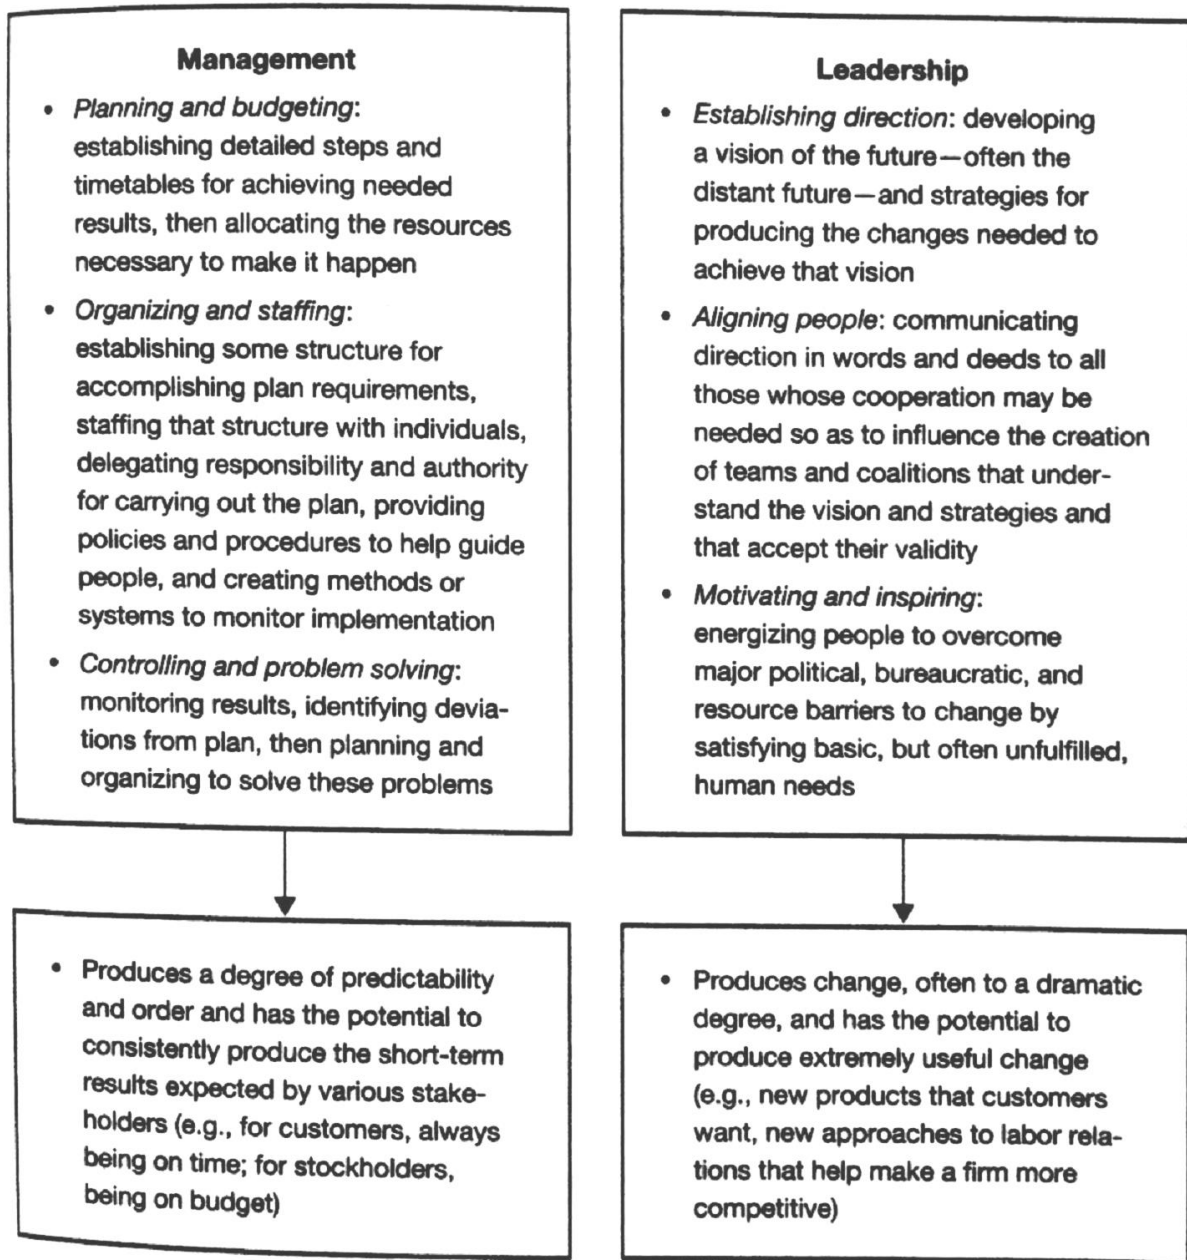 Management
• Planning and budgeting:
establishing detailed steps and
timetables for achieving needed
results, then allocating the resources
necessary to make it happen
• Organizing and staffing:
establishing some structure for
accomplishing plan requirements,
staffing that structure with individuals,
delegating responsibility and authority
for carrying out the plan, providing
policies and procedures to help guide
people, and creating methods or
systems to monitor implementation
• Controlling and problem solving:
monitoring results, identifying devia-
tions from plan, then planning and
organizing to solve these problems
• Produces a degree of predictability
and order and has the potential to
consistently produce the short-term
results expected by various stake-
holders (e.g., for customers, always
being on time; for stockholders,
being on budget)
Leadership
• Establishing direction: developing
a vision of the future—often the
distant future—and strategies for
producing the changes needed to
achieve that vision
• Aligning people: communicating
direction in words and deeds to all
those whose cooperation may be
needed so as to influence the creation
of teams and coalitions that under-
stand the vision and strategies and
that accept their validity
• Motivating and inspiring:
energizing people to overcome
major political, bureaucratic, and
resource barriers to change by
satisfying basic, but often unfulfilled,
human needs
• Produces change, often to a dramatic
degree, and has the potential to
produce extremely useful change
(e.g., new products that customers
want, new approaches to labor rela-
tions that help make a firm more
competitive)